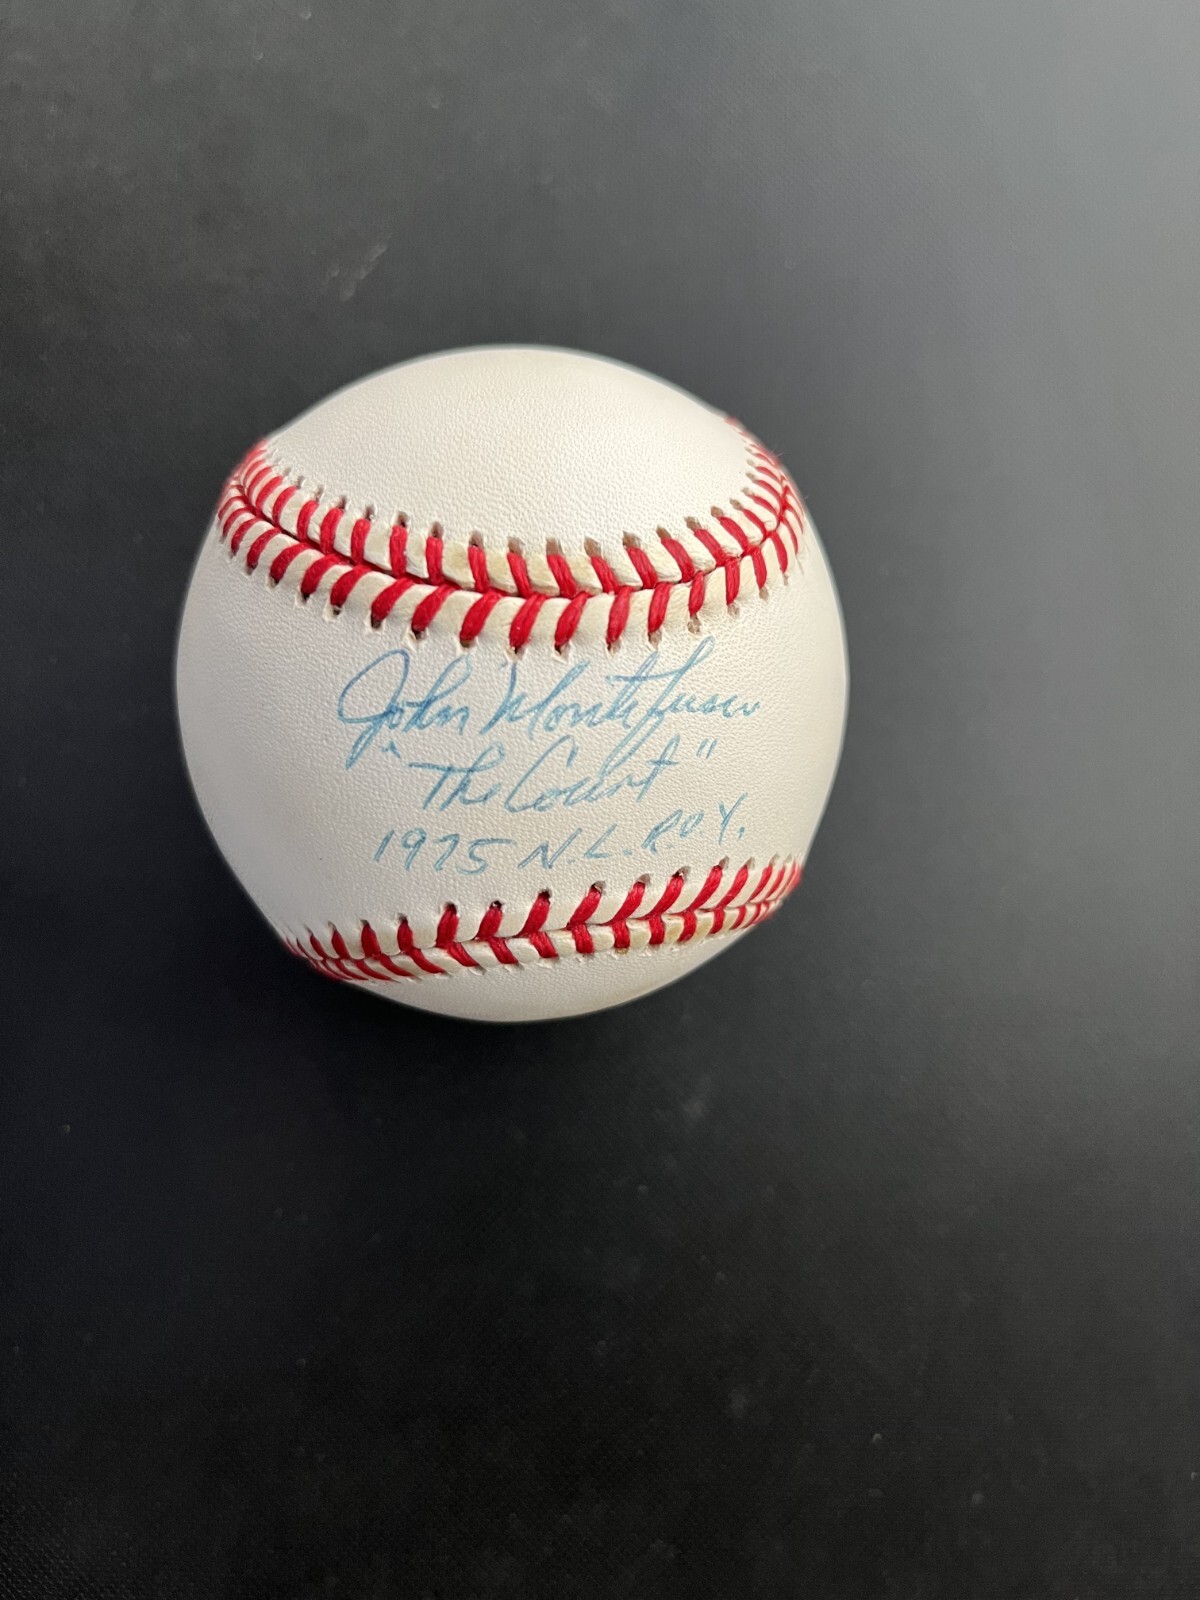 John Montefusco
"The Count"
1975 N.L. R.O.Y.